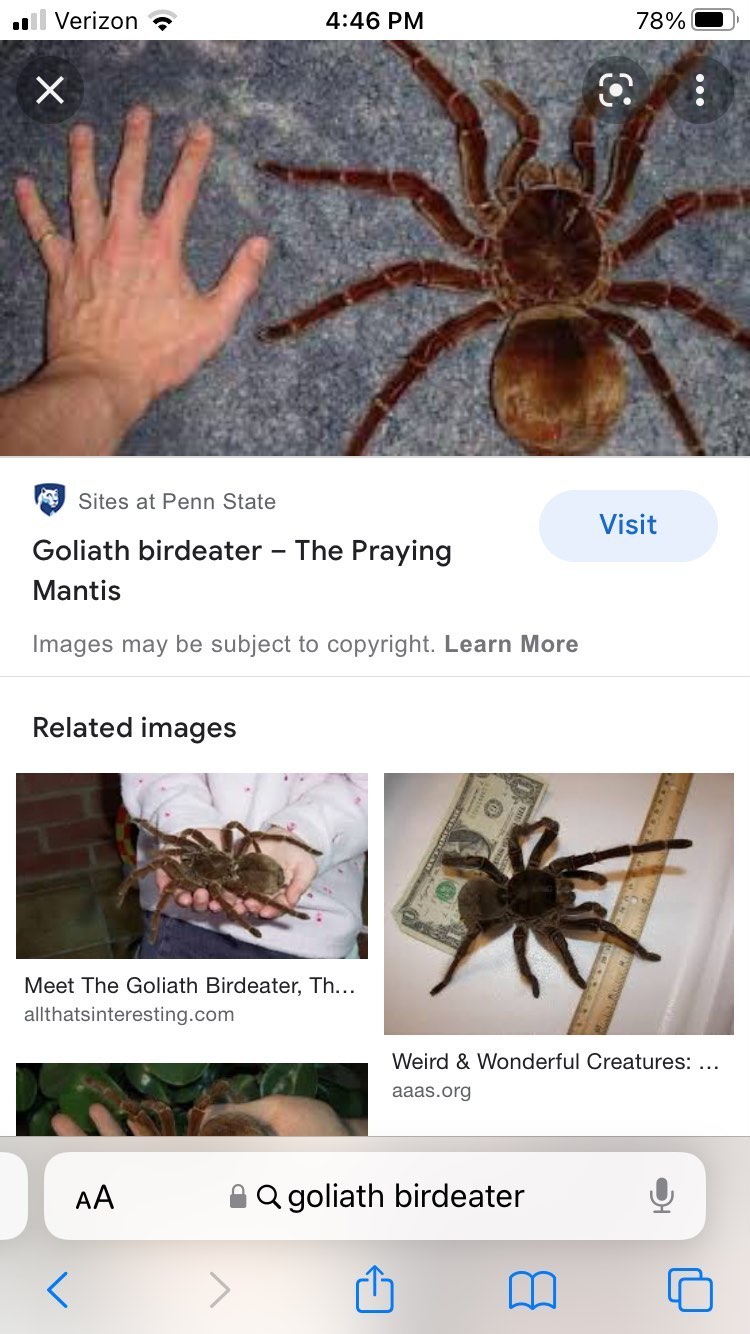 Verizon 4:46 PM 78%
Sites at Penn State
Visit
Goliath birdeater – The Praying
Mantis
Images may be subject to copyright. Learn More
Related images
Meet The Goliath Birdeater, Th...
allthatsinteresting.com
Weird & Wonderful Creatures: ...
aaas.org
AA goliath birdeater